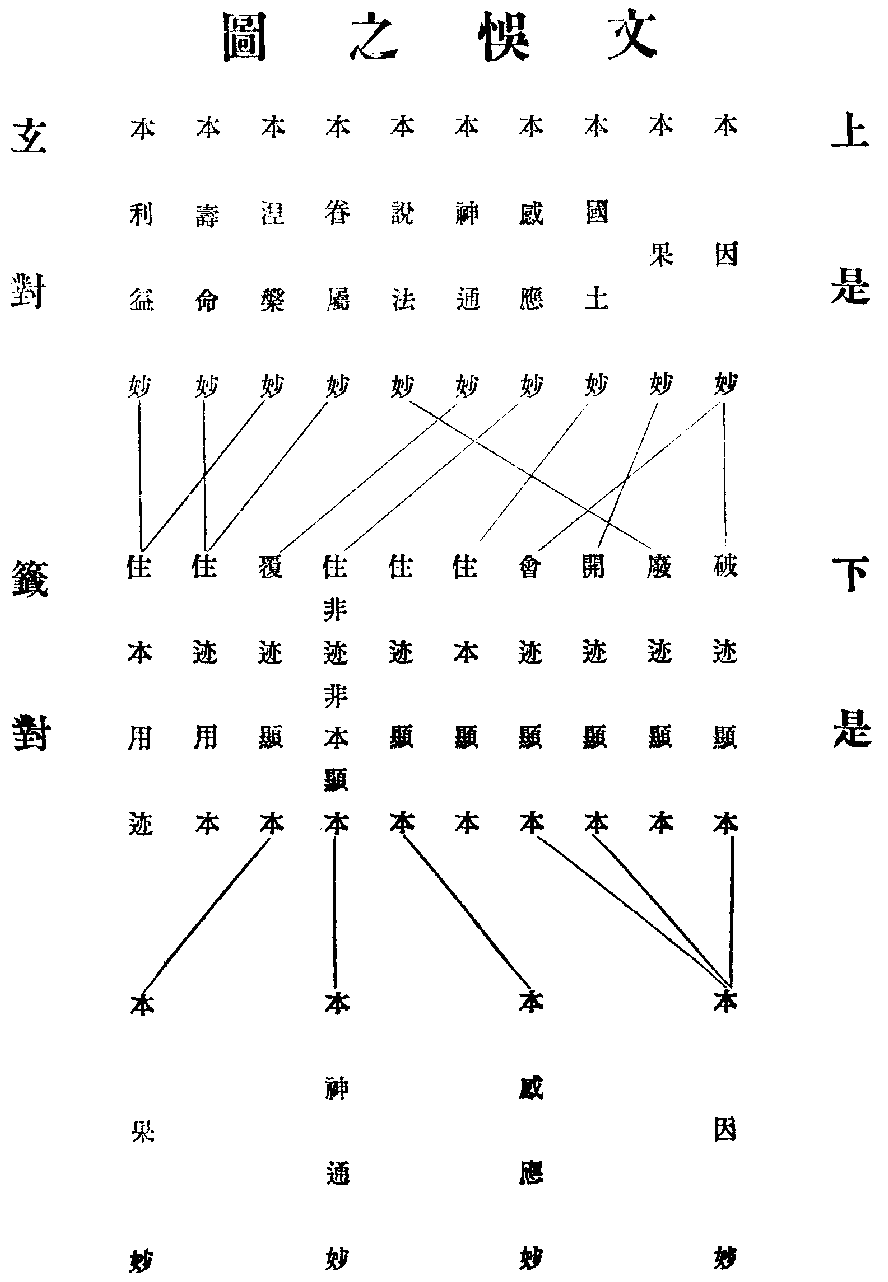 文悞之圖
上是
本因妙
本果妙
本國土妙
本感應妙
本神通妙
本說法妙
本眷屬妙
本涅槃妙
本壽命妙
本利益妙
玄對
下是
破迹顯本
廢迹顯本
開迹顯本
會迹顯本
住本顯本
住迹顯本
住非迹非本顯本
覆迹顯本
住迹用本
住本用迹
籤對
本因妙
本感應妙
本神通妙
本果妙